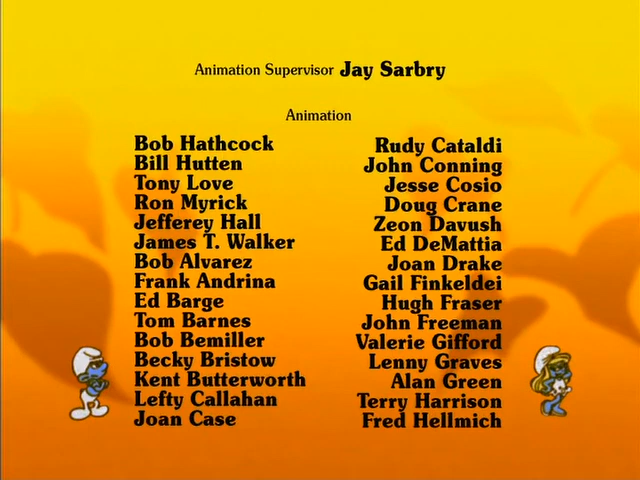 Animation Supervisor Jay Sarbry
Animation
Bob Hathcock
Bill Hutten
Tony Love
Ron Myrick
Jefferey Hall
James T. Walker
Bob Alvarez
Frank Andrina
Ed Barge
Tom Barnes
Bob Bemiller
Becky Bristow
Kent Butterworth
Lefty Callahan
Joan Case
Rudy Cataldi
John Conning
Jesse Cosio
Doug Crane
Zeon Davush
Ed DeMattia
Joan Drake
Gail Finkeldei
Hugh Fraser
John Freeman
Valerie Gifford
Lenny Graves
Alan Green
Terry Harrison
Fred Hellmich